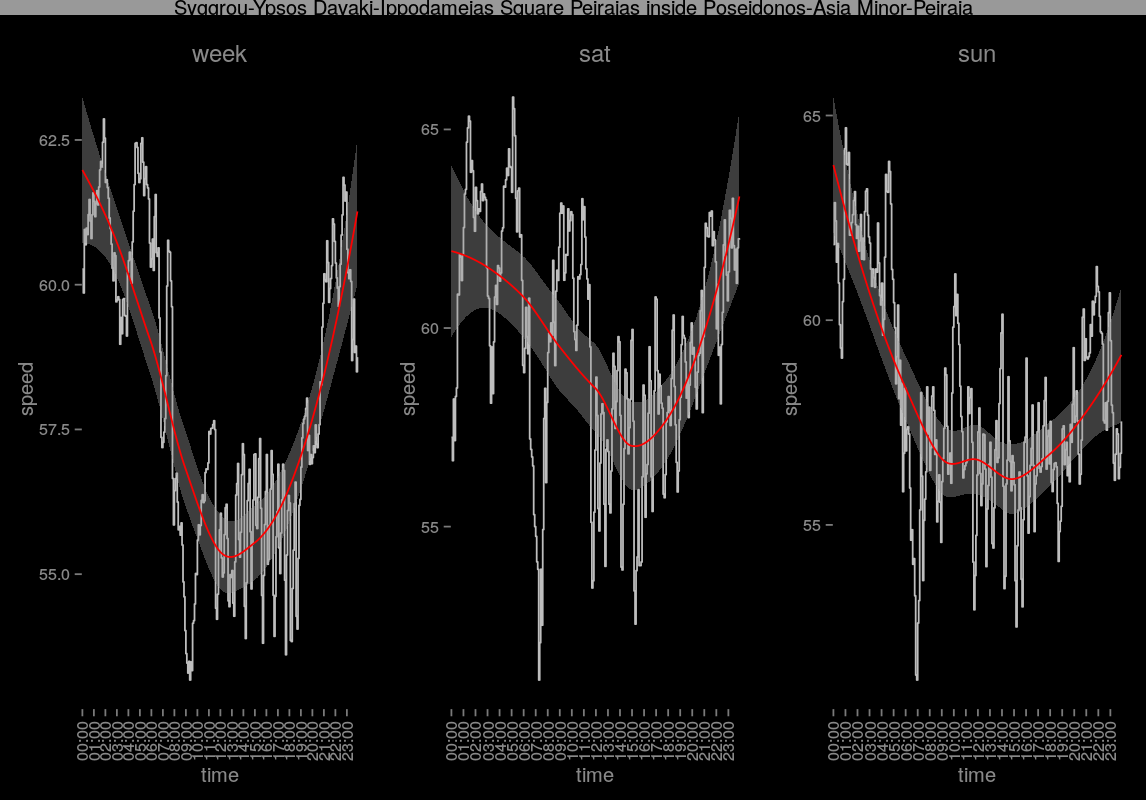 Syggrou-Ypsos Davaki-Ippodameias Square Peiraias inside Poseidonos-Asia Minor-Peiraia
week
62.5
60.0
57.5
55.0
speed
00:00 01:00 02:00 03:00 04:00 05:00 06:00 07:00 08:00 09:00 10:00 11:00 12:00 13:00 14:00 15:00 16:00 17:00 18:00 19:00 20:00 21:00 22:00 23:00
time
sat
65
60
55
speed
00:00 01:00 02:00 03:00 04:00 05:00 06:00 07:00 08:00 09:00 10:00 11:00 12:00 13:00 14:00 15:00 16:00 17:00 18:00 19:00 20:00 21:00 22:00 23:00
time
sun
65
60
55
speed
00:00 01:00 02:00 03:00 04:00 05:00 06:00 07:00 08:00 09:00 10:00 11:00 12:00 13:00 14:00 15:00 16:00 17:00 18:00 19:00 20:00 21:00 22:00 23:00
time